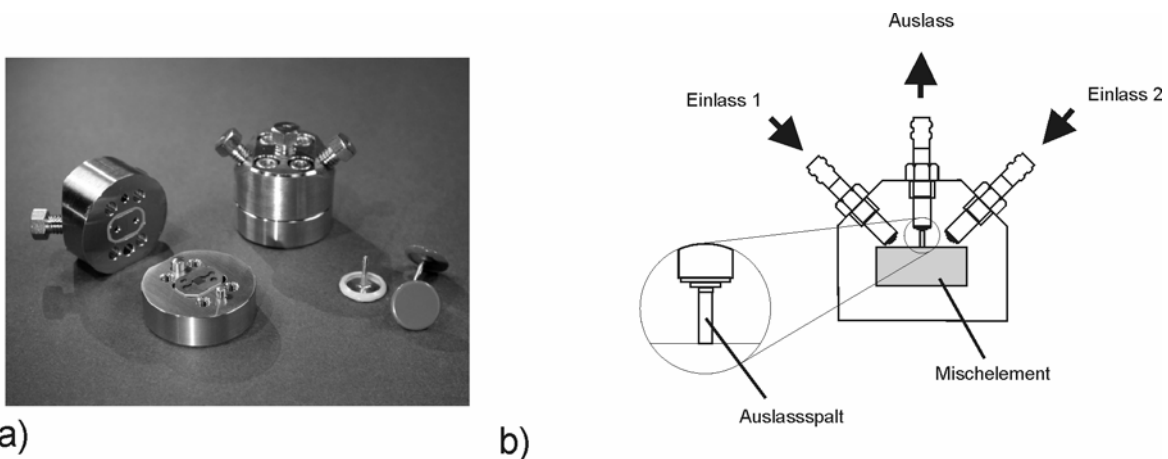 Auslass
Einlass 1
Einlass 2
Mischelement
Auslassspalt
a)
b)